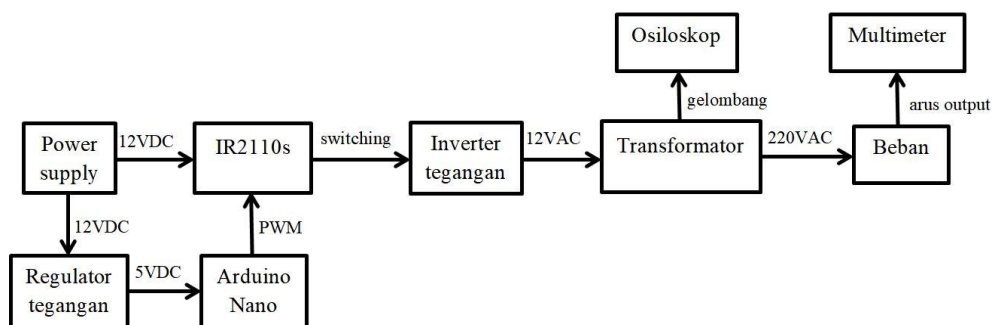 Osiloskop
Multimeter
gelombang
arus output
Power
supply
12VDC
IR2110s
switching
Inverter
tegangan
12VAC
Transformator
220VAC
Beban
12VDC
PWM
Regulator
tegangan
5VDC
Arduino
Nano